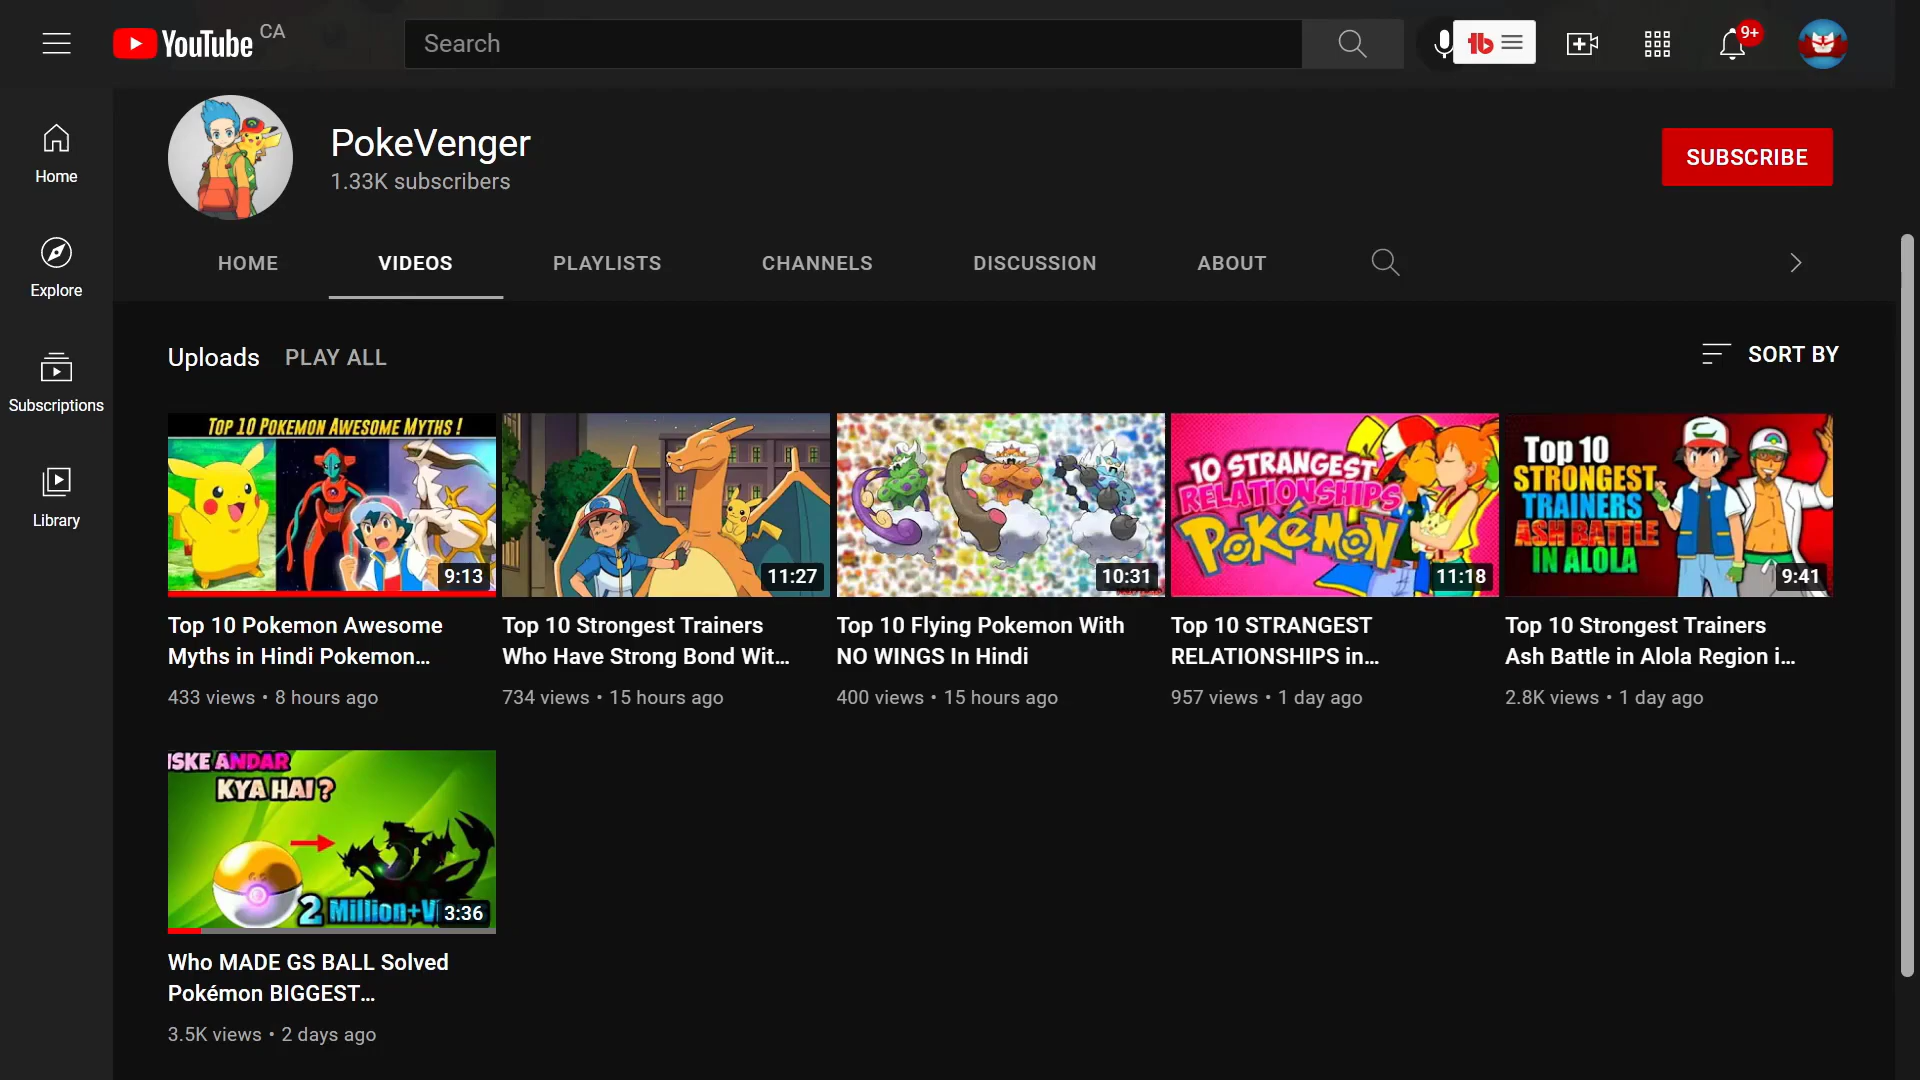 YouTube CA
Search
9+
Home
Explore
Subscriptions
Library
PokeVenger
1.33K subscribers
SUBSCRIBE
HOME VIDEOS PLAYLISTS CHANNELS DISCUSSION ABOUT
Uploads PLAY ALL
SORT BY
TOP 10 POKEMON AWESOME MYTHS !
9:13
Top 10 Pokemon Awesome
Myths in Hindi Pokemon...
433 views • 8 hours ago
11:27
Top 10 Strongest Trainers
Who Have Strong Bond Wit...
734 views • 15 hours ago
10:31
Top 10 Flying Pokemon With
NO WINGS In Hindi
400 views • 15 hours ago
10 STRANGEST
RELATIONSHIPS
POKéMON
11:18
Top 10 STRANGEST
RELATIONSHIPS in...
957 views • 1 day ago
Top 10
STRONGEST
TRAINERS
ASH BATTLE
IN ALOLA
9:41
Top 10 Strongest Trainers
Ash Battle in Alola Region i...
2.8K views • 1 day ago
ISKE ANDAR
KYA HAI ?
2 Million+V
3:36
Who MADE GS BALL Solved
Pokémon BIGGEST...
3.5K views • 2 days ago